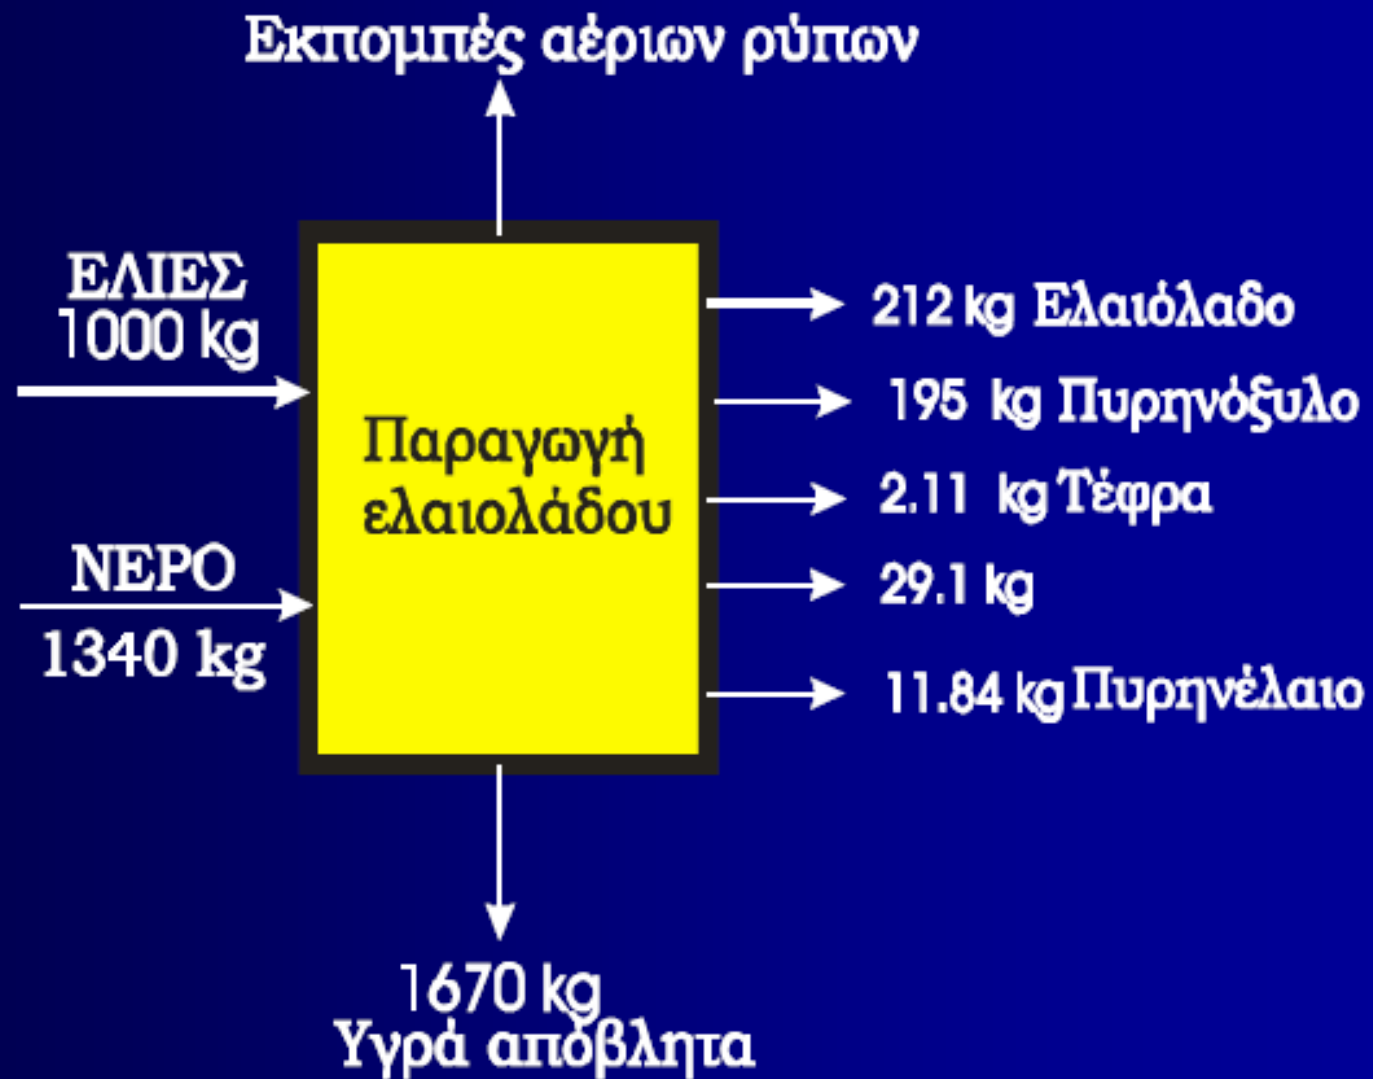 Εκπομπές αέριων ρύπων
ΕΛΙΕΣ
1000 kg
ΝΕΡΟ
1340 kg
Παραγωγή
ελαιολάδου
212 kg Ελαιόλαδο
195 kg Πυρηνόξυλο
2.11 kg Τέφρα
29.1 kg
11.84 kg Πυρηνέλαιο
1670 kg
Υγρά απόβλητα